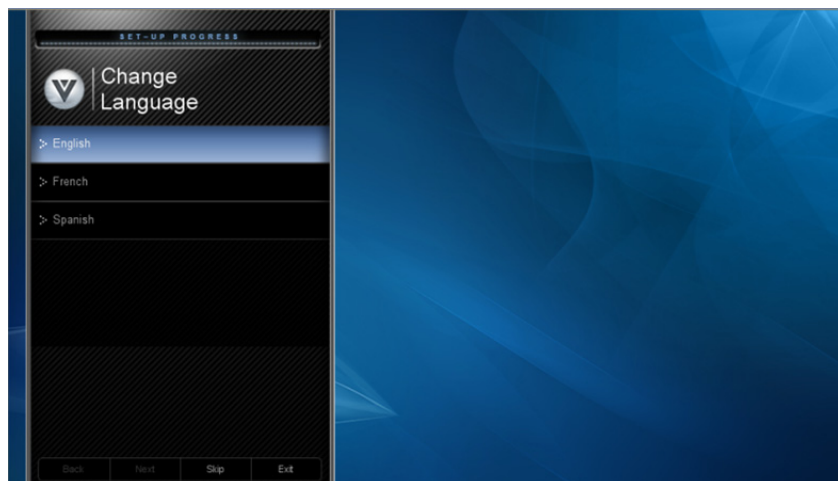 SET-UP PROGRESS
Change
Language
English
French
Spanish
Back Next Skip Exit